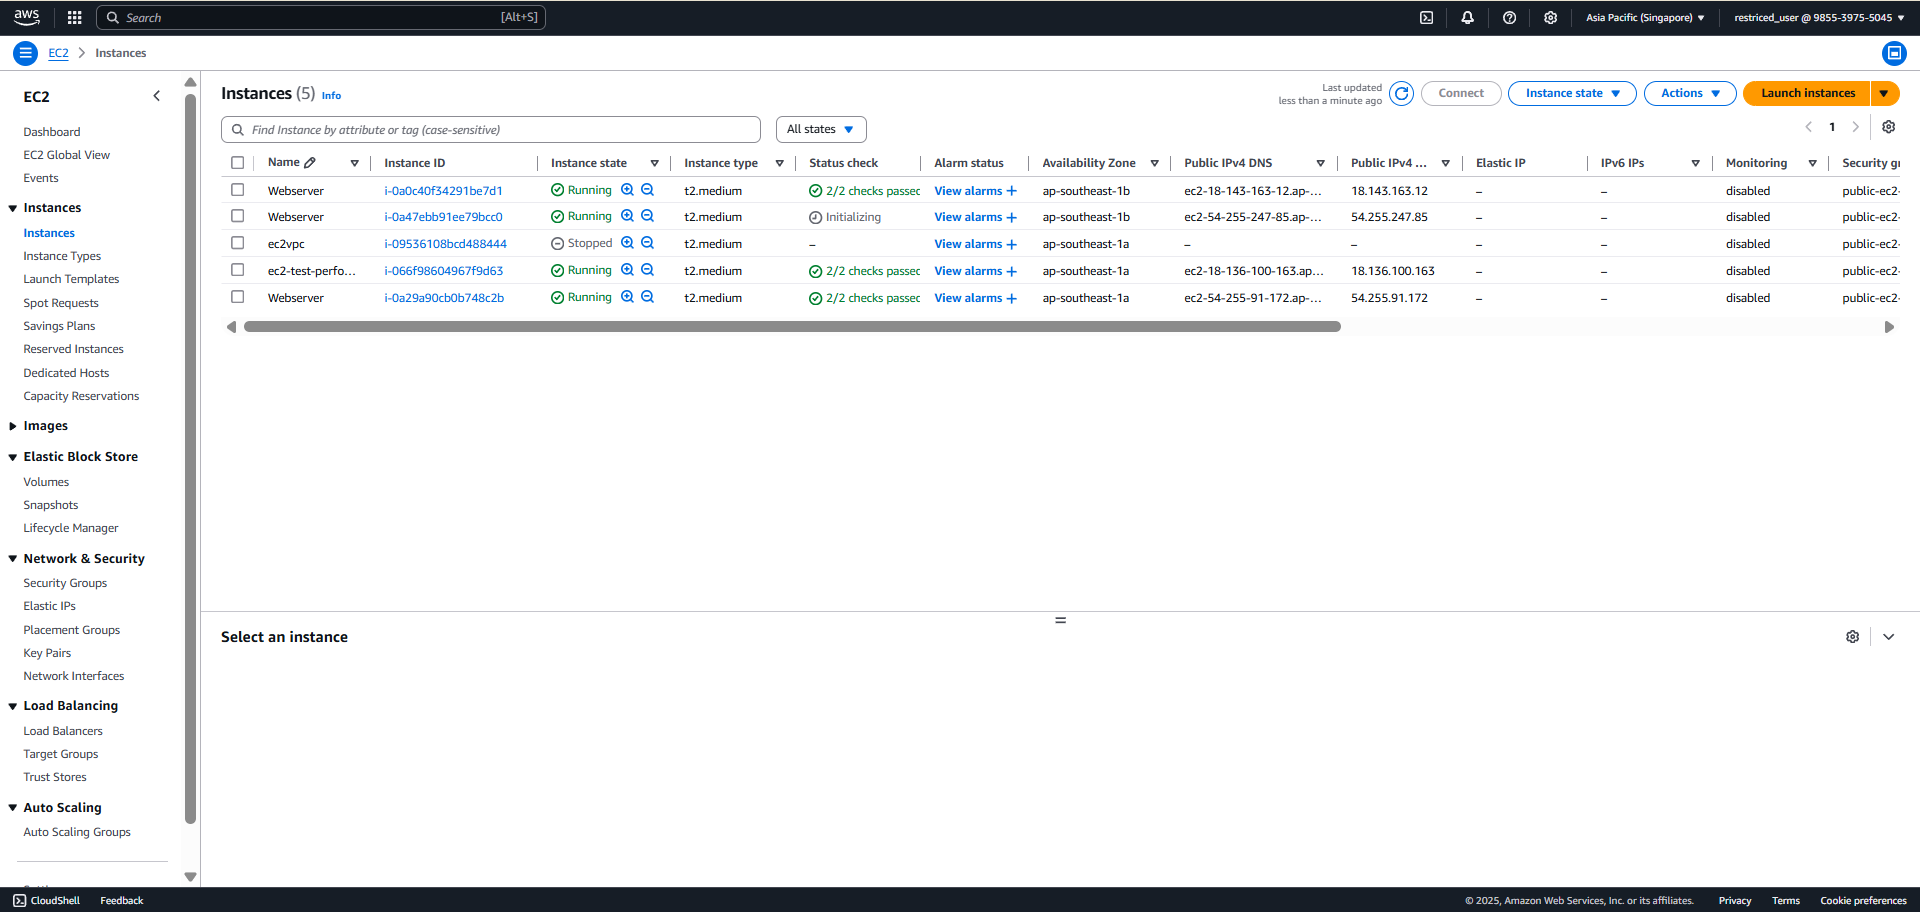 aws
Search [Alt+S]
Asia Pacific (Singapore) restriced_user @ 9855-3975-5045
EC2 Instances
EC2
Dashboard
EC2 Global View
Events
Instances
Instances
Instance Types
Launch Templates
Spot Requests
Savings Plans
Reserved Instances
Dedicated Hosts
Capacity Reservations
Images
Elastic Block Store
Volumes
Snapshots
Lifecycle Manager
Network & Security
Security Groups
Elastic IPs
Placement Groups
Key Pairs
Network Interfaces
Load Balancing
Load Balancers
Target Groups
Trust Stores
Auto Scaling
Auto Scaling Groups
Instances (5) Info
Last updated
less than a minute ago
Connect Instance state Actions Launch instances
Find Instance by attribute or tag (case-sensitive) All states 1
Name Instance ID Instance state Instance type Status check Alarm status Availability Zone Public IPv4 DNS Public IPv4 ... Elastic IP IPv6 IPs Monitoring Security gr
Webserver i-0a0c40f34291be7d1 Running t2.medium 2/2 checks passed View alarms + ap-southeast-1b ec2-18-143-163-12.ap-... 18.143.163.12 – – disabled public-ec2-
Webserver i-0a47ebb91ee79bcc0 Running t2.medium Initializing View alarms + ap-southeast-1b ec2-54-255-247-85.ap-... 54.255.247.85 – – disabled public-ec2-
ec2vpc i-09536108bcd488444 Stopped t2.medium – View alarms + ap-southeast-1a – – – – disabled public-ec2-
ec2-test-perfo... i-066f98604967f9d63 Running t2.medium 2/2 checks passed View alarms + ap-southeast-1a ec2-18-136-100-163.ap... 18.136.100.163 – – disabled public-ec2-
Webserver i-0a29a90cb0b748c2b Running t2.medium 2/2 checks passed View alarms + ap-southeast-1a ec2-54-255-91-172.ap-... 54.255.91.172 – – disabled public-ec2-
Select an instance
CloudShell Feedback © 2025, Amazon Web Services, Inc. or its affiliates. Privacy Terms Cookie preferences